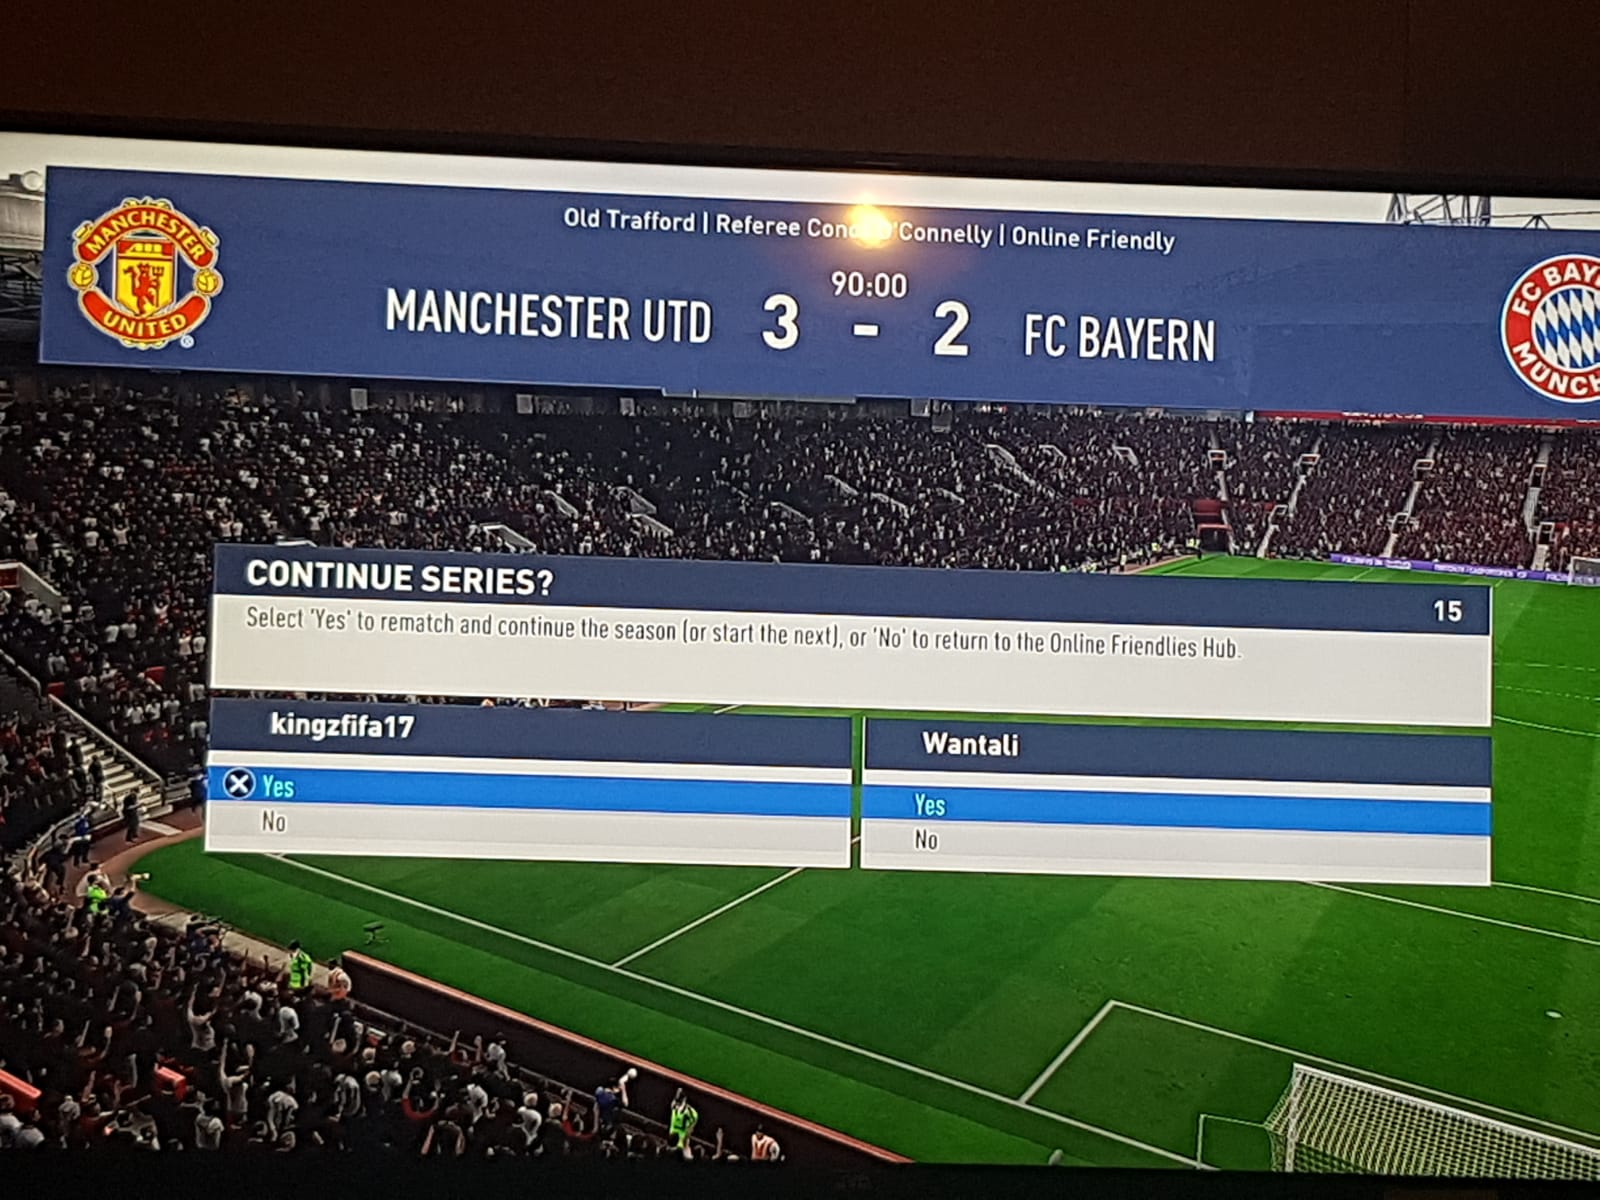 MANCHESTER
UNITED
Old Trafford | Referee Connelly | Online Friendly
90:00
MANCHESTER UTD 3 - 2 FC BAYERN
FC BAYE
MÜNCH
CONTINUE SERIES?
15
Select 'Yes' to rematch and continue the season (or start the next), or 'No' to return to the Online Friendlies Hub.
kingzfifa17
Wantali
Yes
Yes
No
No